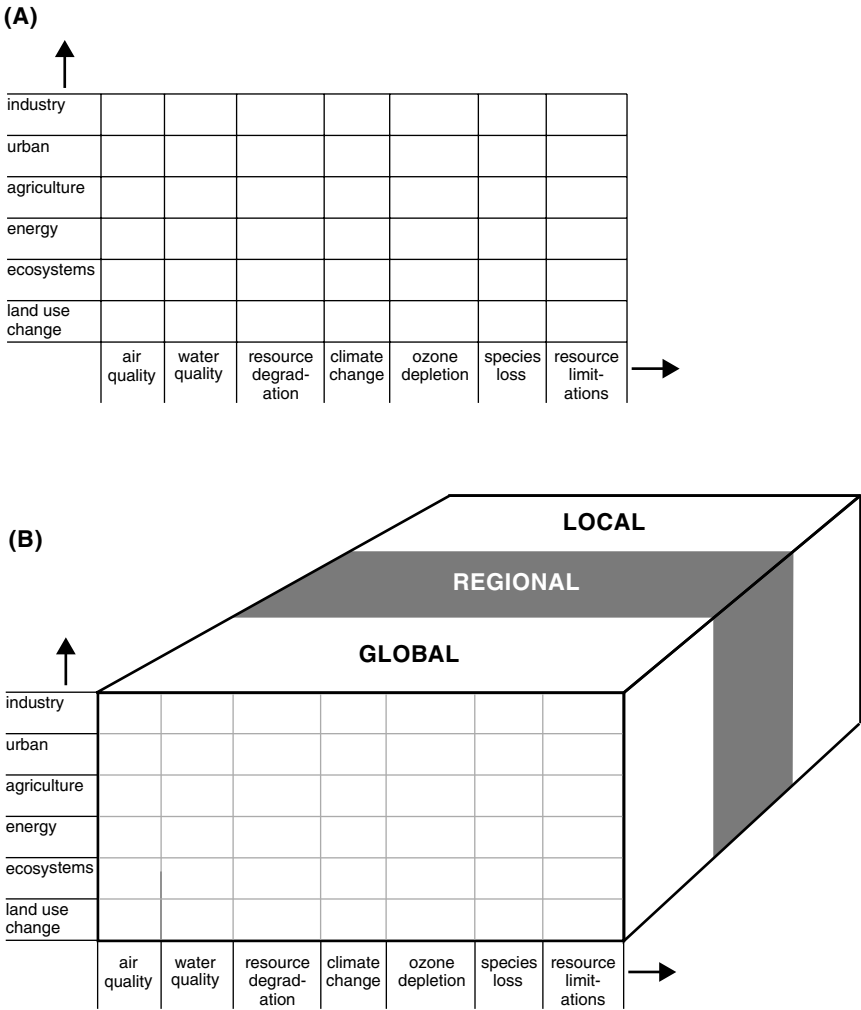 (A)
industry
urban
agriculture
energy
ecosystems
land use
change
air
quality
water
quality
resource
degrad-
ation
climate
change
ozone
depletion
species
loss
resource
limit-
ations
(B)
LOCAL
REGIONAL
GLOBAL
industry
urban
agriculture
energy
ecosystems
land use
change
air
quality
water
quality
resource
degrad-
ation
climate
change
ozone
depletion
species
loss
resource
limit-
ations